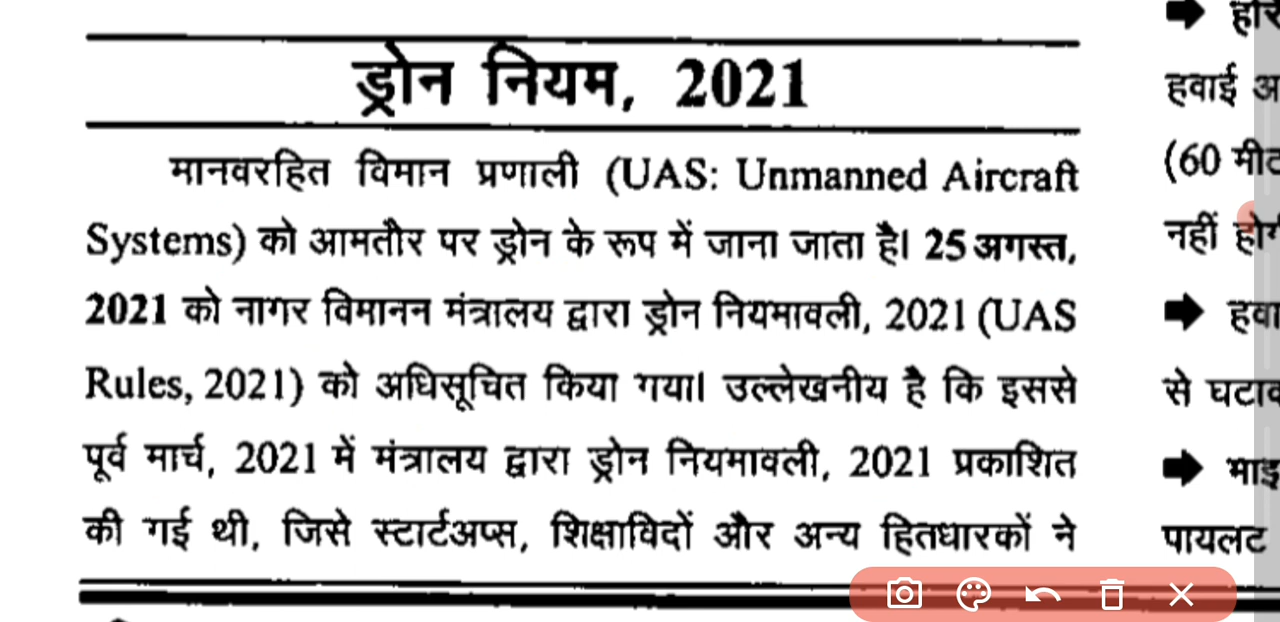 ड्रोन नियम, 2021
मानवरहित विमान प्रणाली (UAS: Unmanned Aircraft
Systems) को आमतौर पर ड्रोन के रूप में जाना जाता है। 25 अगस्त,
2021 को नागर विमानन मंत्रालय द्वारा ड्रोन नियमावली, 2021 (UAS
Rules, 2021) को अधिसूचित किया गया। उल्लेखनीय है कि इससे
पूर्व मार्च, 2021 में मंत्रालय द्वारा ड्रोन नियमावली, 2021 प्रकाशित
की गई थी, जिसे स्टार्टअप्स, शिक्षाविदों और अन्य हितधारकों ने
हवाई
(60
नहीं
से
पायलट